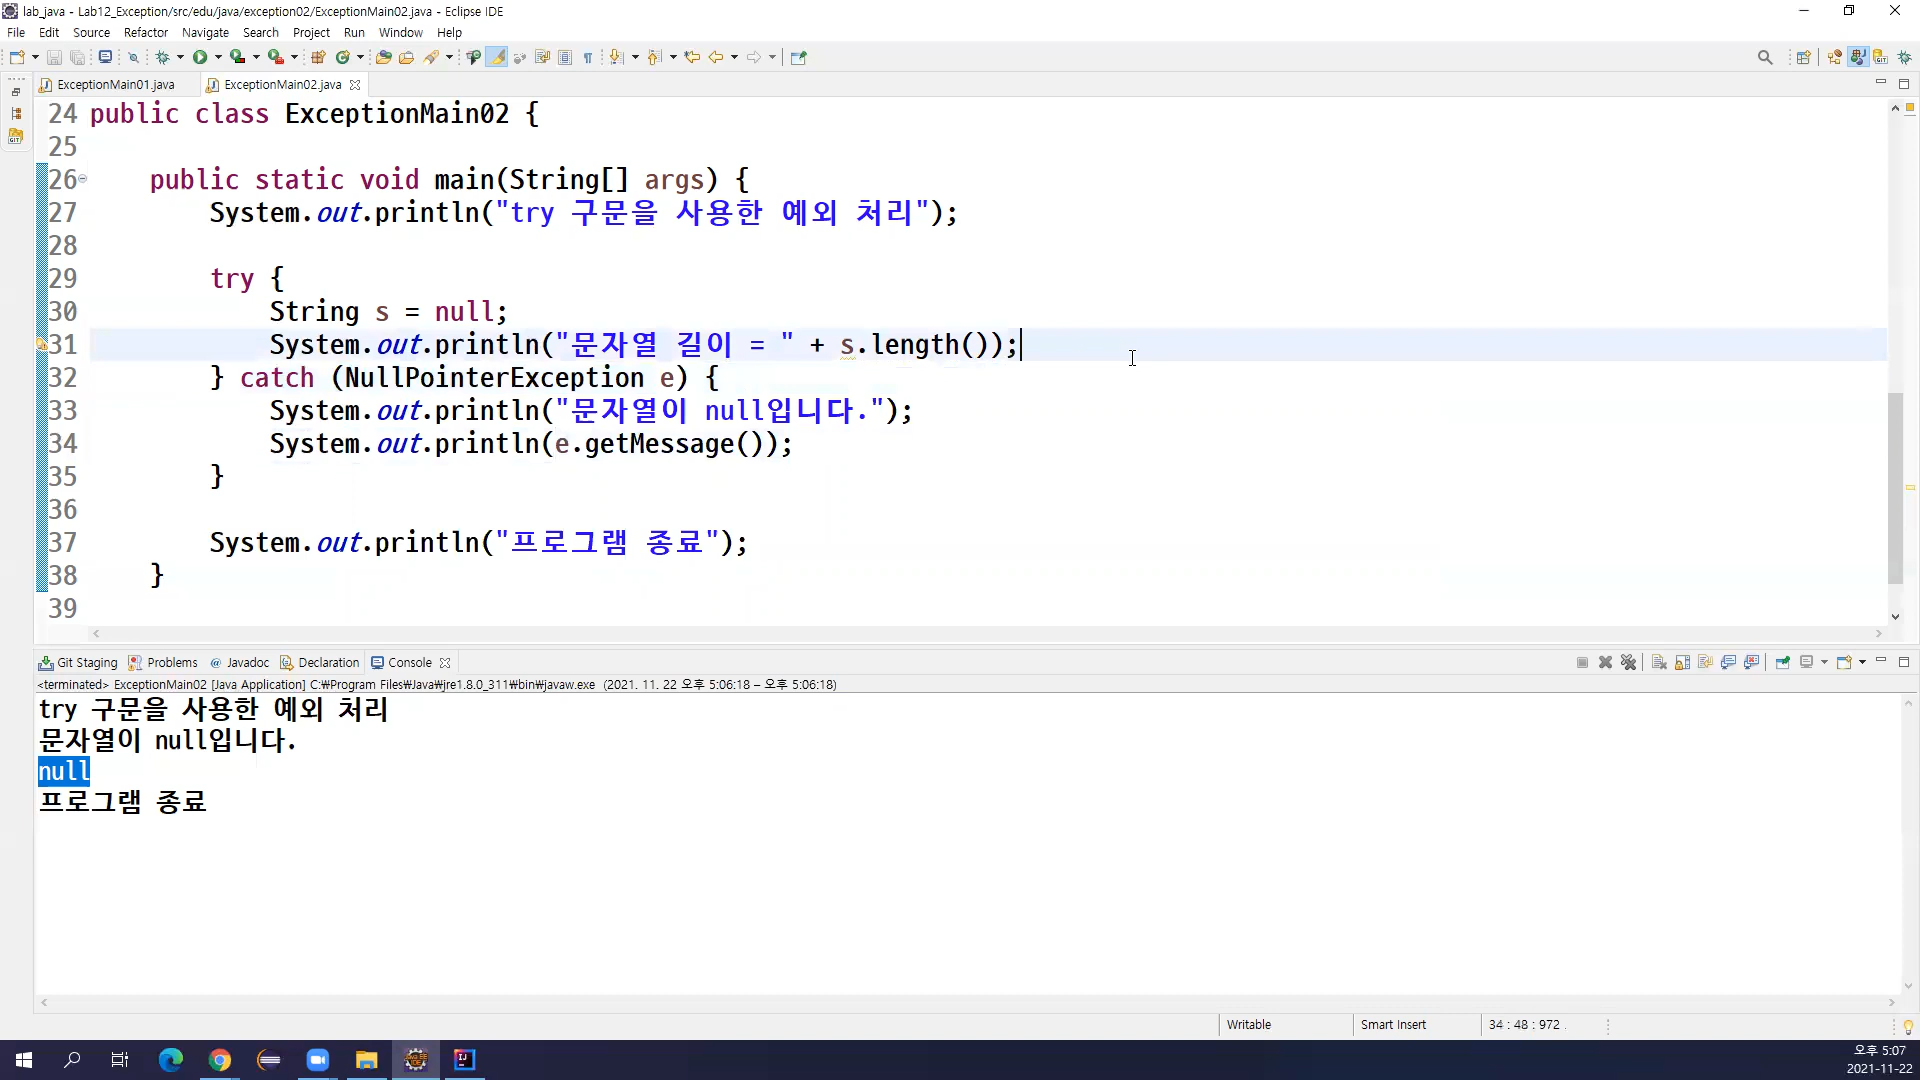 lab_java - Lab12_Exception/src/edu/java/exception02/ExceptionMain02.java - Eclipse IDE
File Edit Source Refactor Navigate Search Project Run Window Help
ExceptionMain01.java ExceptionMain02.java
24 public class ExceptionMain02 {
25
26 public static void main(String[] args) {
27 System.out.println("try 구문을 사용한 예외 처리");
28
29 try {
30 String s = null;
31 System.out.println("문자열 길이 = " + s.length());
32 } catch (NullPointerException e) {
33 System.out.println("문자열이 null입니다.");
34 System.out.println(e.getMessage());
35 }
36
37 System.out.println("프로그램 종료");
38 }
39
Git Staging Problems @ Javadoc Declaration Console
<terminated> ExceptionMain02 [Java Application] C:₩Program Files₩Java₩jre1.8.0_311₩bin₩javaw.exe (2021. 11. 22 오후 5:06:18 – 오후 5:06:18)
try 구문을 사용한 예외 처리
문자열이 null입니다.
null
프로그램 종료
Writable Smart Insert 34 : 48 : 972
오후 5:07
2021-11-22